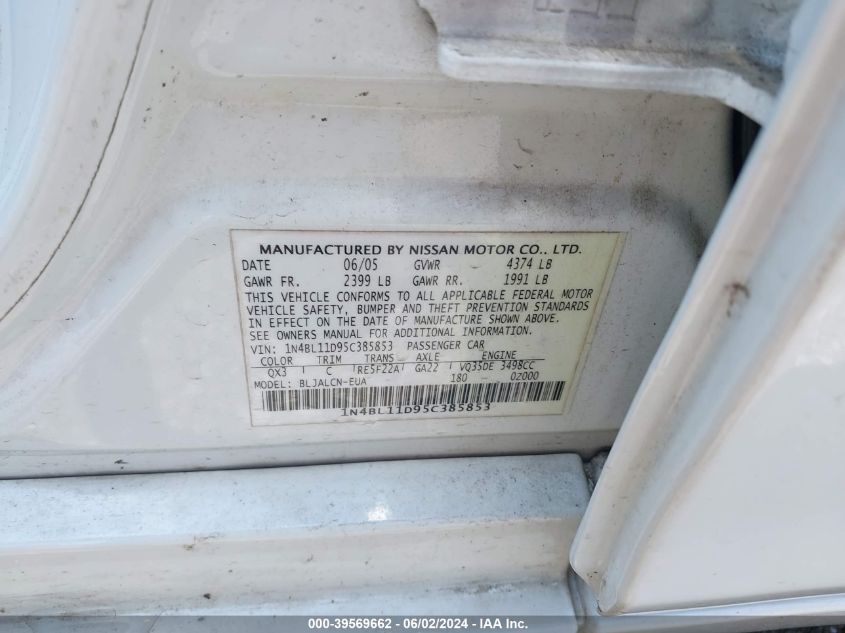 MANUFACTURED BY NISSAN MOTOR CO., LTD.
DATE 06/05 GVWR 4374 LB
GAWR FR. 2399 LB GAWR RR. 1991 LB
THIS VEHICLE CONFORMS TO ALL APPLICABLE FEDERAL MOTOR
VEHICLE SAFETY, BUMPER AND THEFT PREVENTION STANDARDS
IN EFFECT ON THE DATE OF MANUFACTURE SHOWN ABOVE.
SEE OWNERS MANUAL FOR ADDITIONAL INFORMATION.
VIN: 1N4BL11D95C385853 PASSENGER CAR
COLOR TRIM TRANS AXLE ENGINE
QX3 C RE5F22A GA22 VQ35DE 3498CC
MODEL: BLJALCN-EUA 180 02000
1N4BL11D95C385853
000-39569662 - 06/02/2024 - IAA Inc.